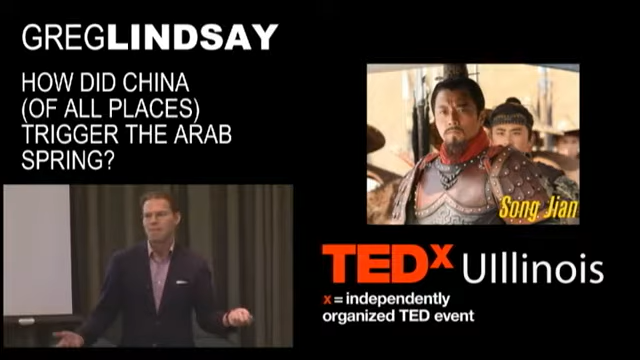 GREGLINDSAY
HOW DID CHINA
(OF ALL PLACES)
TRIGGER THE ARAB
SPRING?
Song Jian
TEDx UIllinois
x = independently
organized TED event